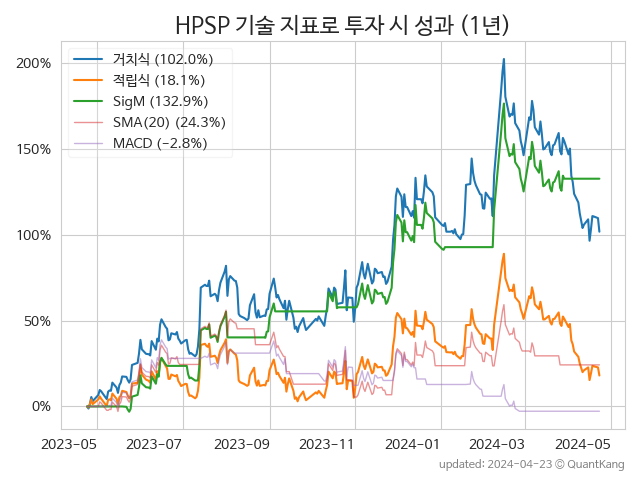 HPSP 기술 지표로 투자 시 성과 (1년)
거치식 (102.0%)
적립식 (18.1%)
SigM (132.9%)
SMA(20) (24.3%)
MACD (−2.8%)
200%
150%
100%
50%
0%
2023-05 2023-07 2023-09 2023-11 2024-01 2024-03 2024-05
updated: 2024-04-23 © QuantKang